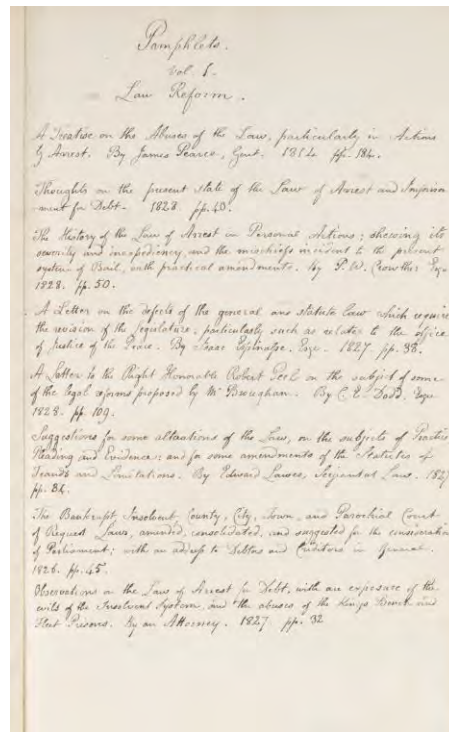 Pamphlets.
Vol. 1.
Law Reform.
A Treatise on the Abuses of the Law, particularly in Actions
by Arrest. By James Pearce, Gent. 1814 pp. 184.
Thoughts on the present state of the Law of Arrest and Imprison
-ment for Debt - 1828. pp. 40.
The History of the Law of Arrest in Personal Actions; shewing its
severity and inexpediency, and the mischiefs incident to the present
system of Bail, with practical amendments. By P. W. Crowther Esqr
1828. pp. 50.
A Letter on the defects of the general and statute law which require
the revision of the legislature, particularly such as relates to the office
of Justice of the Peace. By Isaac Espinasse, Esqr. 1827 pp. 38.
A Letter to the Right Honorable Robert Peel on the subject of some
of the legal reforms proposed by Mr Brougham. By C. E. Dodd, Esqr
1828. pp. 109.
Suggestions for some alterations of the Law, on the subjects of Practice
Pleading and Evidence; and for some amendments of the Statutes of
Frauds and Limitations. By Edward Lawes, Serjeant at Law. 1827
pp. 84.
The Bankrupt, Insolvent, County, City, Town, and Parochial Court
of Request Laws, amended, consolidated, and suggested for the consideration
of Parliament; with an address to Debtors and Creditors in General.
1826. pp. 45.
Observations on the Law of Arrest for Debt, with an exposure of the
evils of the Insolvent System, and the abuses of the Kings Bench and
Fleet Prisons. By an Attorney. 1827 pp. 32